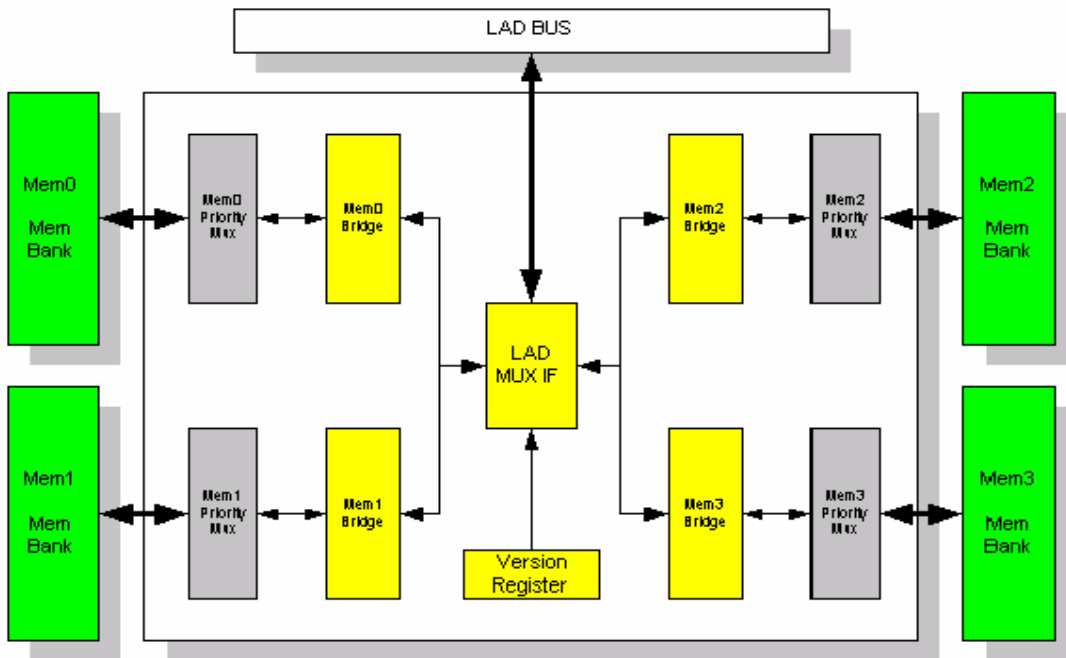 LAD BUS
Mem0
Mem
Bank
Mem0
Priority
Mux
Mem0
Bridge
Mem2
Bridge
Mem2
Priority
Mux
Mem2
Mem
Bank
LAD
MUX IF
Mem1
Mem
Bank
Mem1
Priority
Mux
Mem1
Bridge
Mem3
Bridge
Mem3
Priority
Mux
Mem3
Mem
Bank
Version
Register